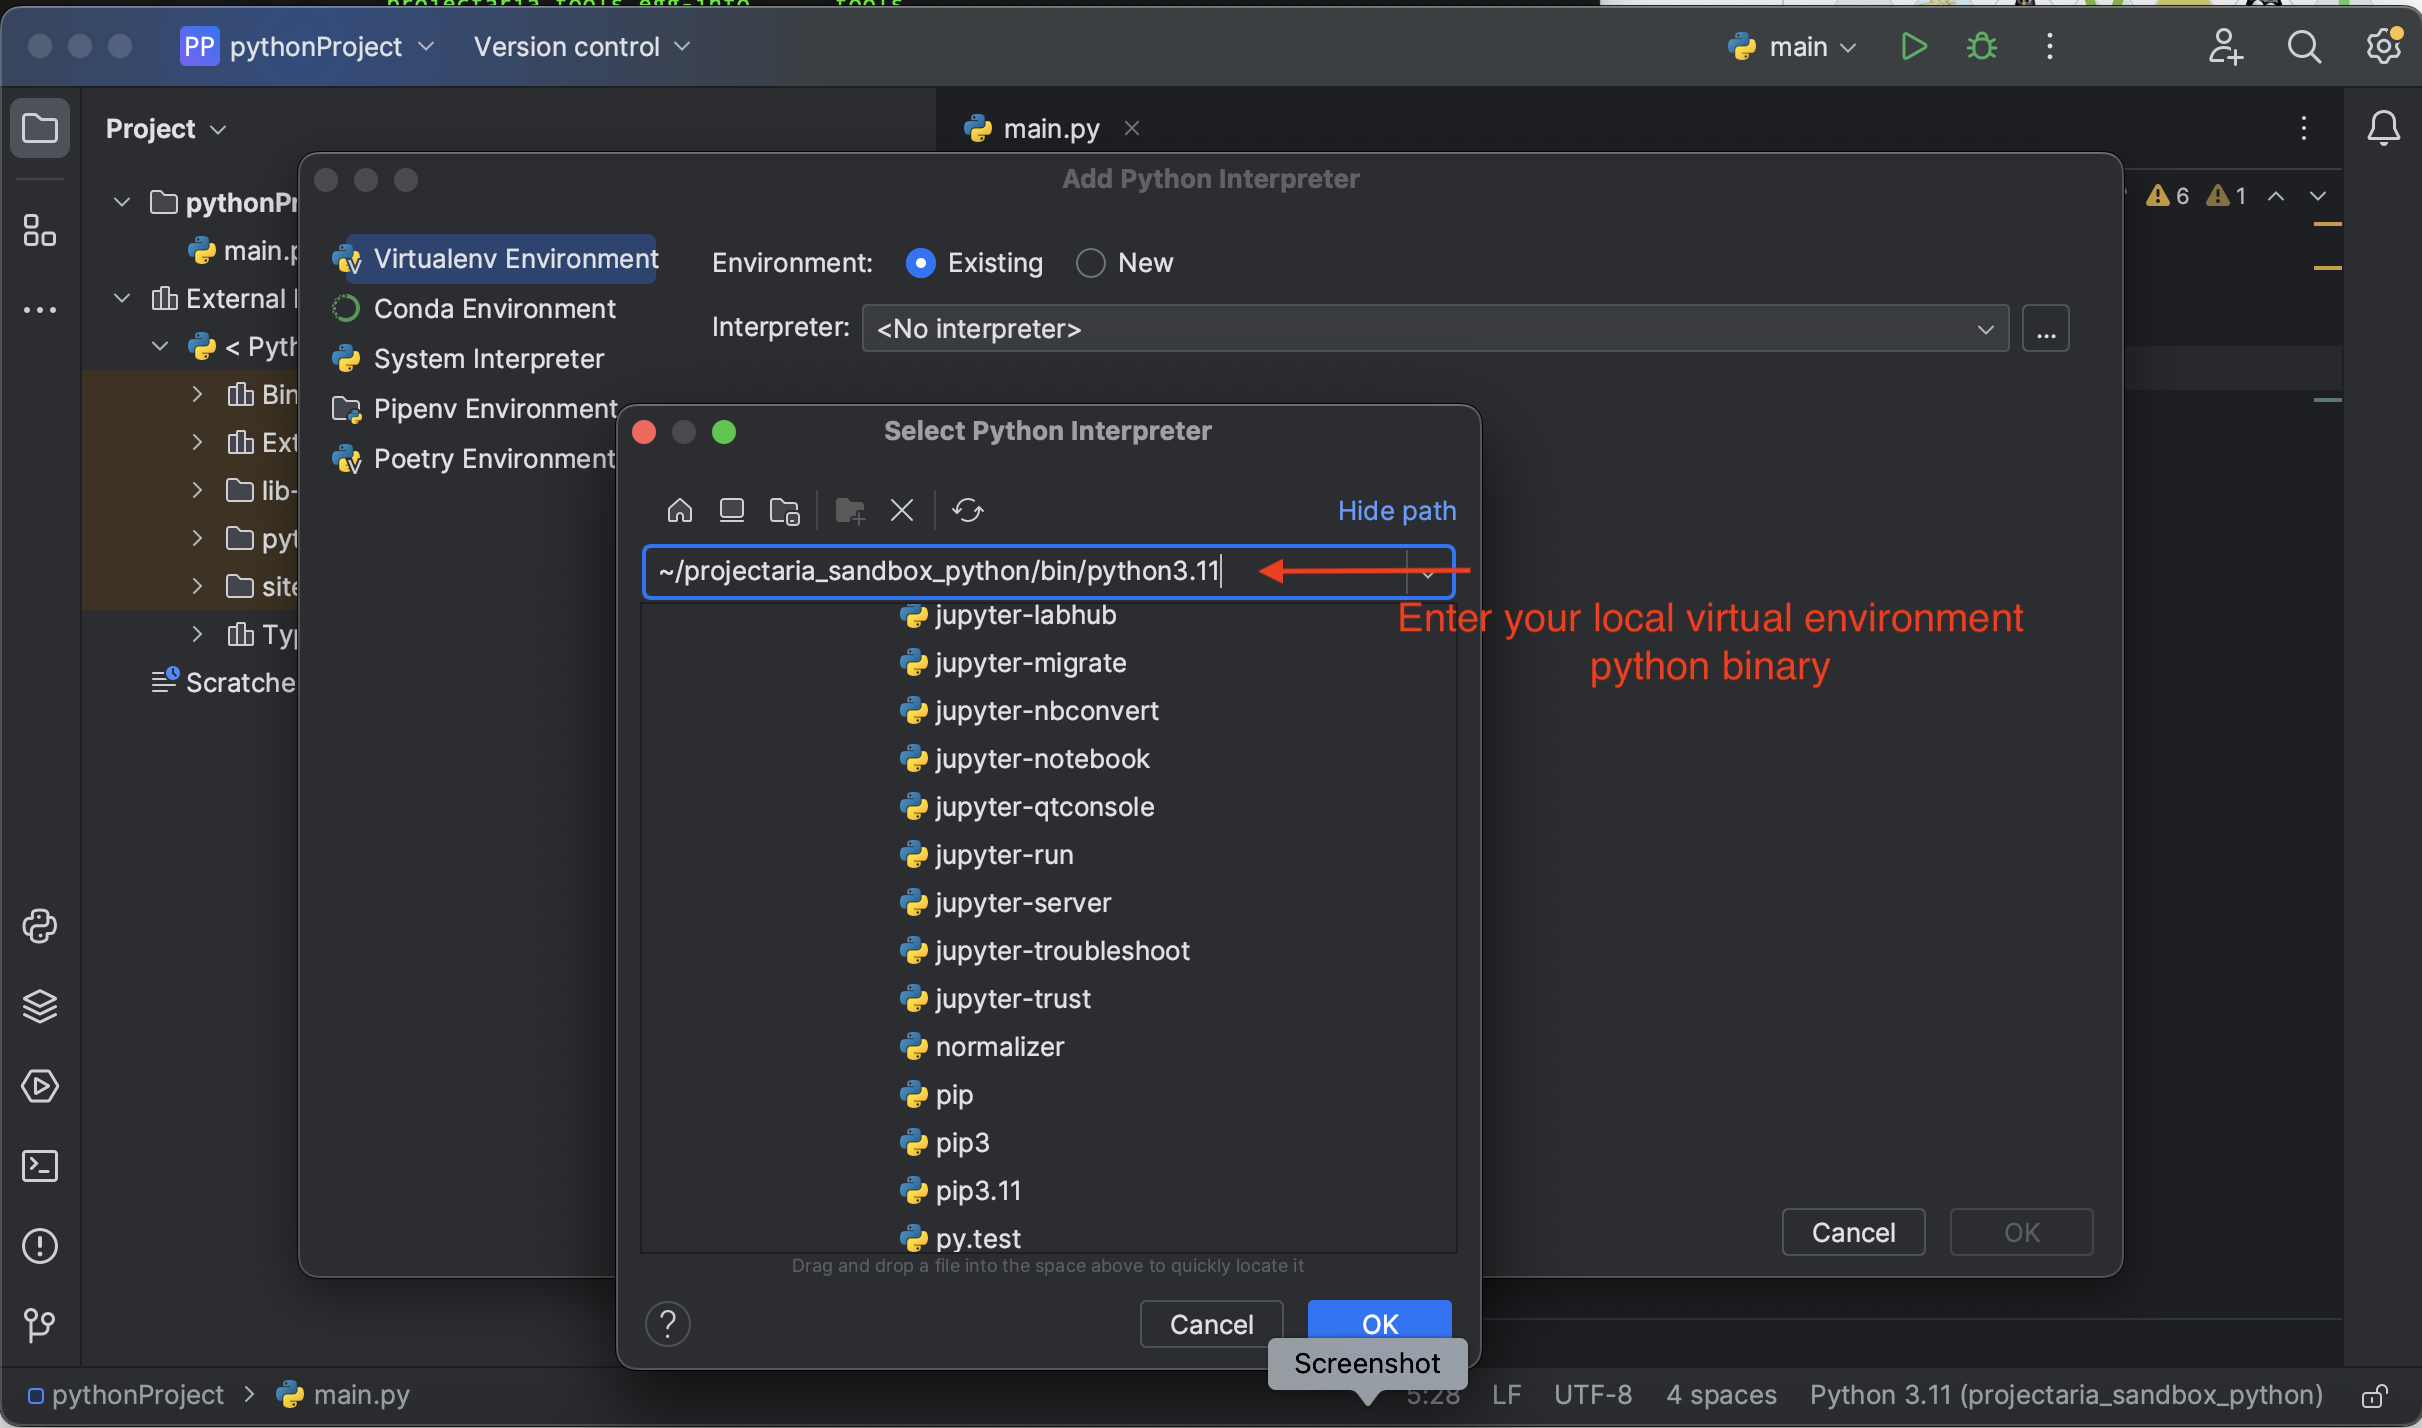 projectaria_tools.egg-info tools
PP pythonProject Version control main
Project main.py
Add Python Interpreter
pythonPr
main.p
External l
< Pyth
Bin
Ext
lib-
pyt
site
Typ
Scratche
6 1
Virtualenv Environment
Conda Environment
System Interpreter
Pipenv Environment
Poetry Environment
Environment: Existing New
Interpreter: <No interpreter> ...
Select Python Interpreter
Hide path
~/projectaria_sandbox_python/bin/python3.11
Enter your local virtual environment
python binary
jupyter-labhub
jupyter-migrate
jupyter-nbconvert
jupyter-notebook
jupyter-qtconsole
jupyter-run
jupyter-server
jupyter-troubleshoot
jupyter-trust
normalizer
pip
pip3
pip3.11
py.test
Drag and drop a file into the space above to quickly locate it
? Cancel OK
Cancel OK
Screenshot
pythonProject > main.py 5:28 LF UTF-8 4 spaces Python 3.11 (projectaria_sandbox_python)